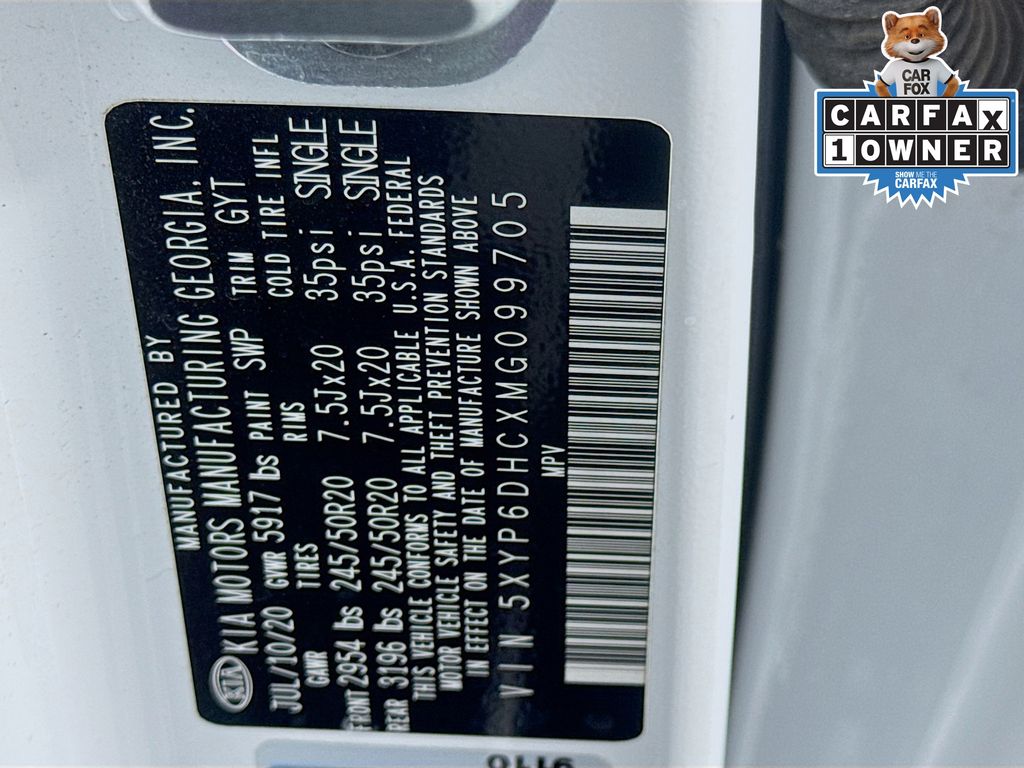 MANUFACTURED BY
KIA KIA MOTORS MANUFACTURING GEORGIA, INC.
JUL/10/20 GVWR 5917 lbs PAINT SWP TRIM GYT
GAWR TIRES RIMS COLD TIRE INFL
FRONT 2954 lbs 245/50R20 7.5Jx20 35psi SINGLE
REAR 3196 lbs 245/50R20 7.5Jx20 35psi SINGLE
THIS VEHICLE CONFORMS TO ALL APPLICABLE U.S.A. FEDERAL
MOTOR VEHICLE SAFETY AND THEFT PREVENTION STANDARDS
IN EFFECT ON THE DATE OF MANUFACTURE SHOWN ABOVE
VIN 5XYP6DHCXMG099705
MPV
CAR
FOX
CARFAX
1 OWNER
SHOW ME THE
CARFAX